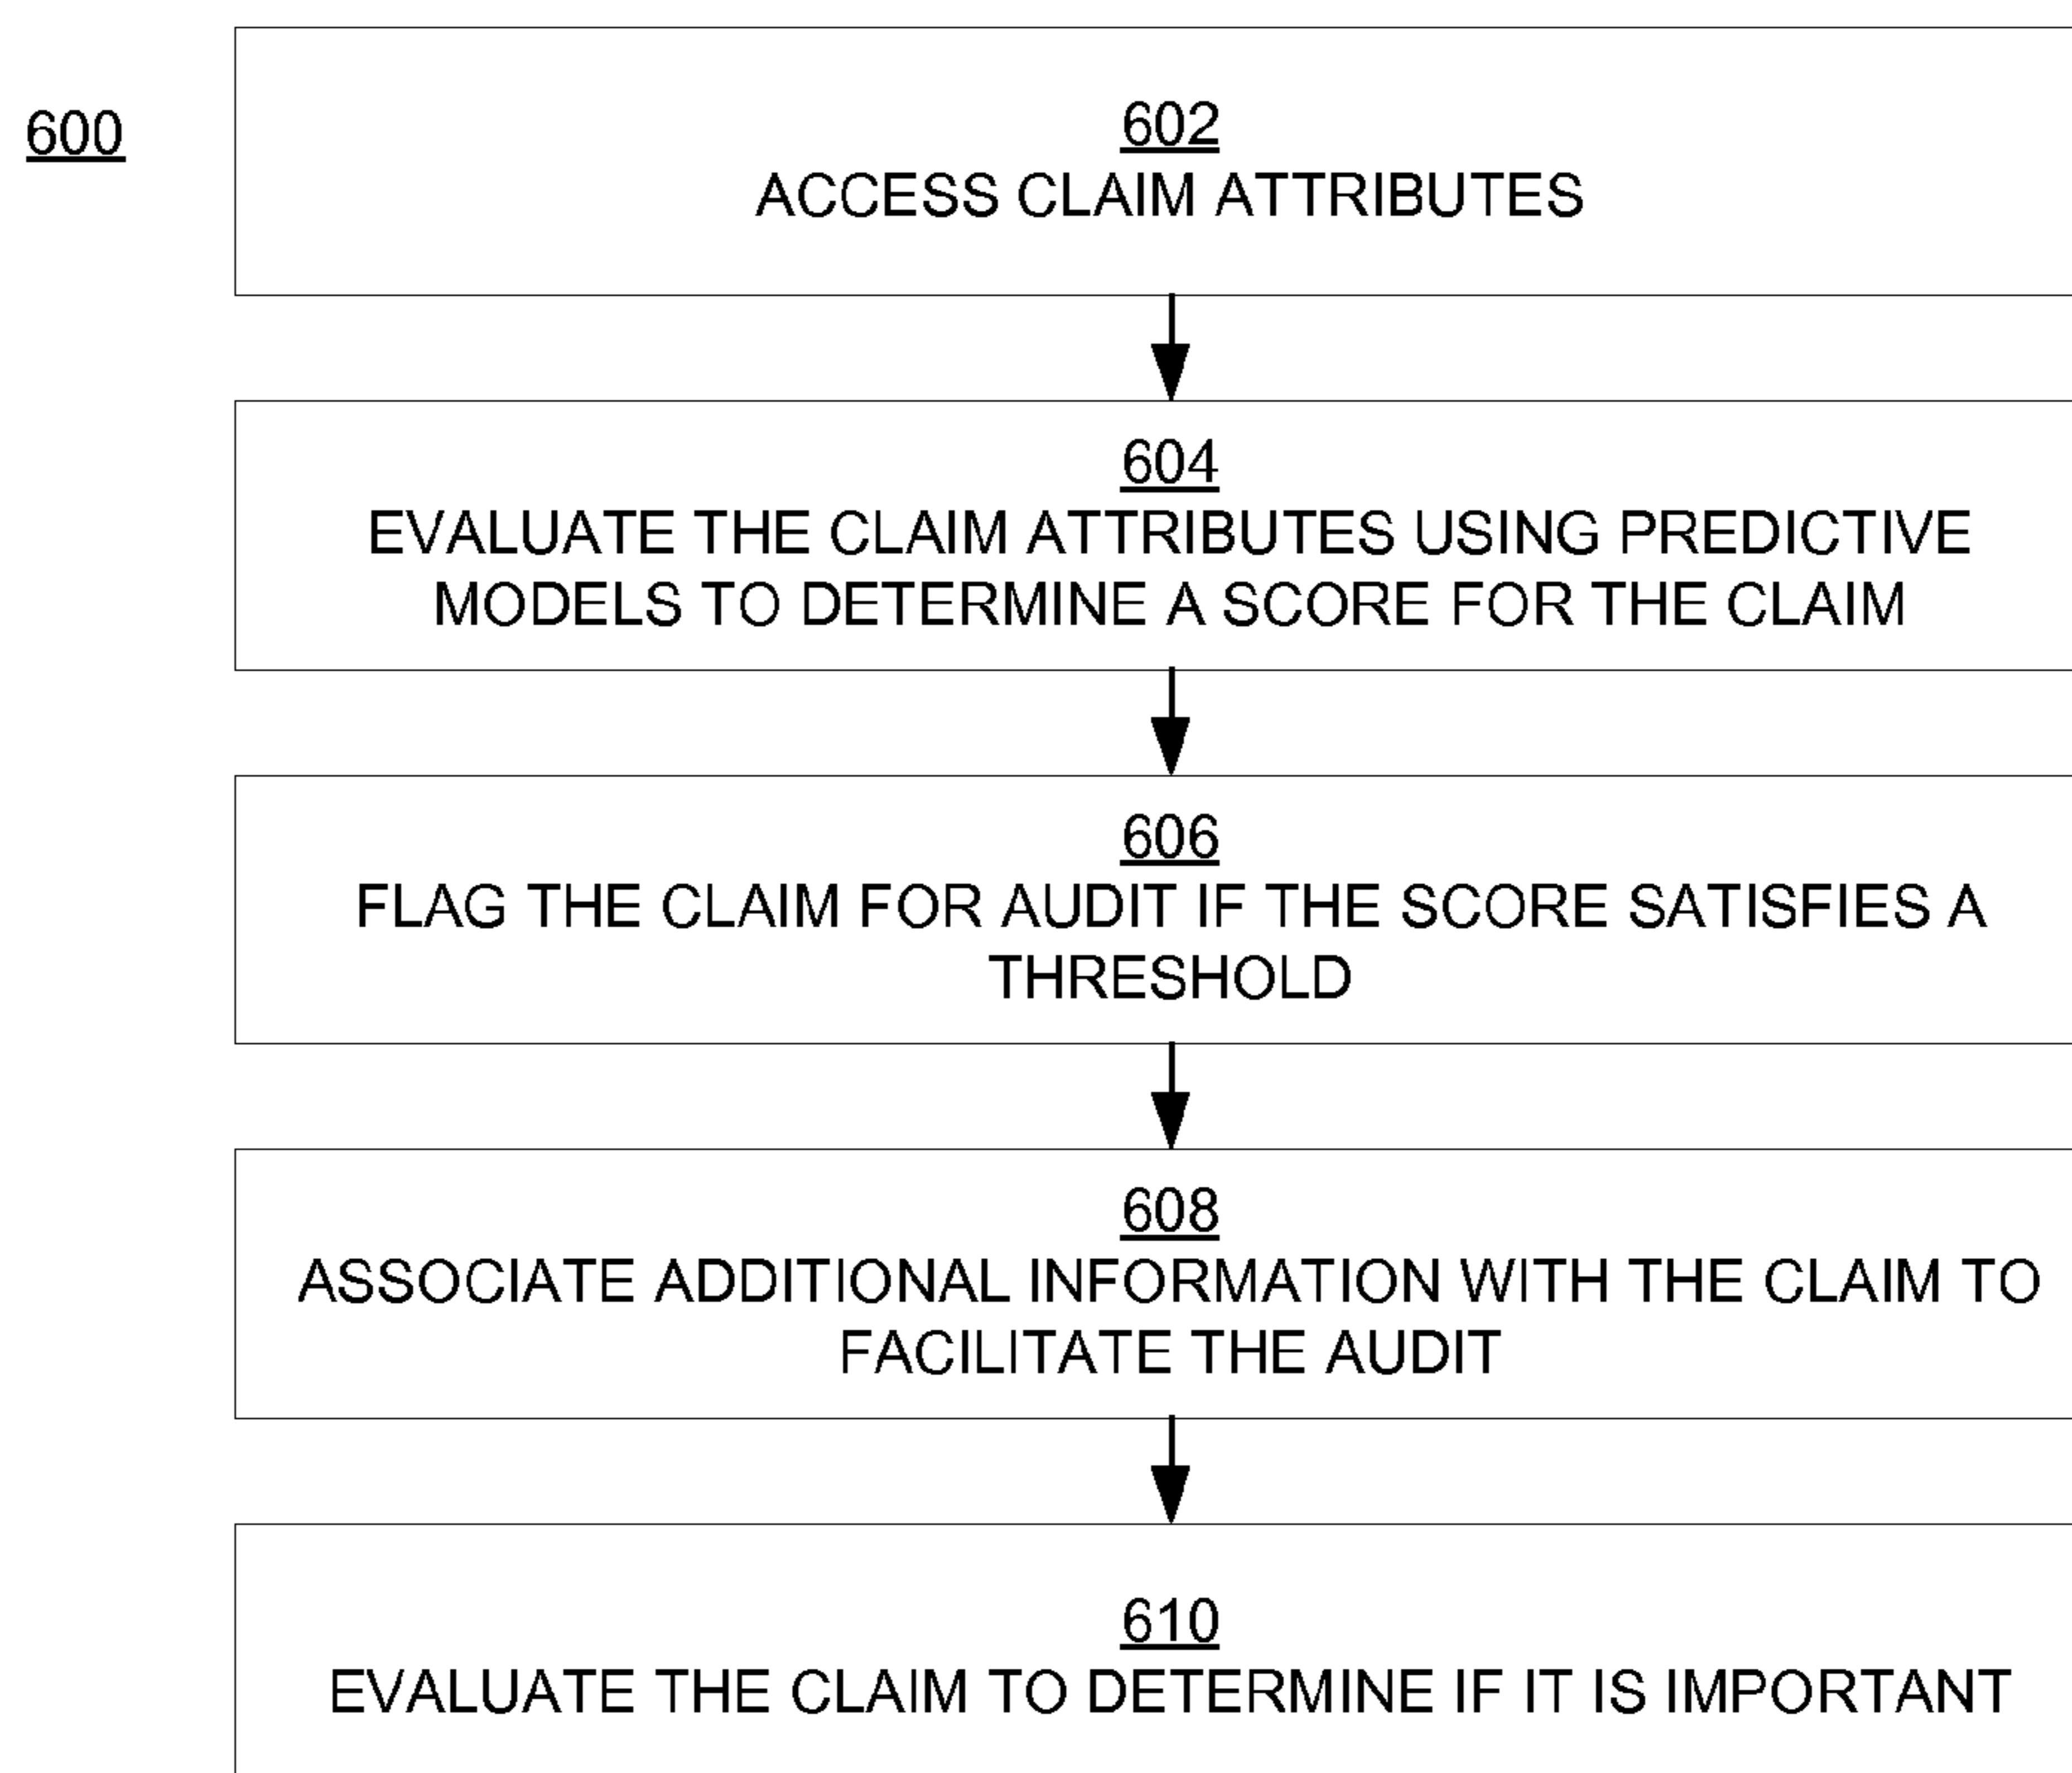 600
602
ACCESS CLAIM ATTRIBUTES
604
EVALUATE THE CLAIM ATTRIBUTES USING PREDICTIVE
MODELS TO DETERMINE A SCORE FOR THE CLAIM
606
FLAG THE CLAIM FOR AUDIT IF THE SCORE SATISFIES A
THRESHOLD
608
ASSOCIATE ADDITIONAL INFORMATION WITH THE CLAIM TO
FACILITATE THE AUDIT
610
EVALUATE THE CLAIM TO DETERMINE IF IT IS IMPORTANT